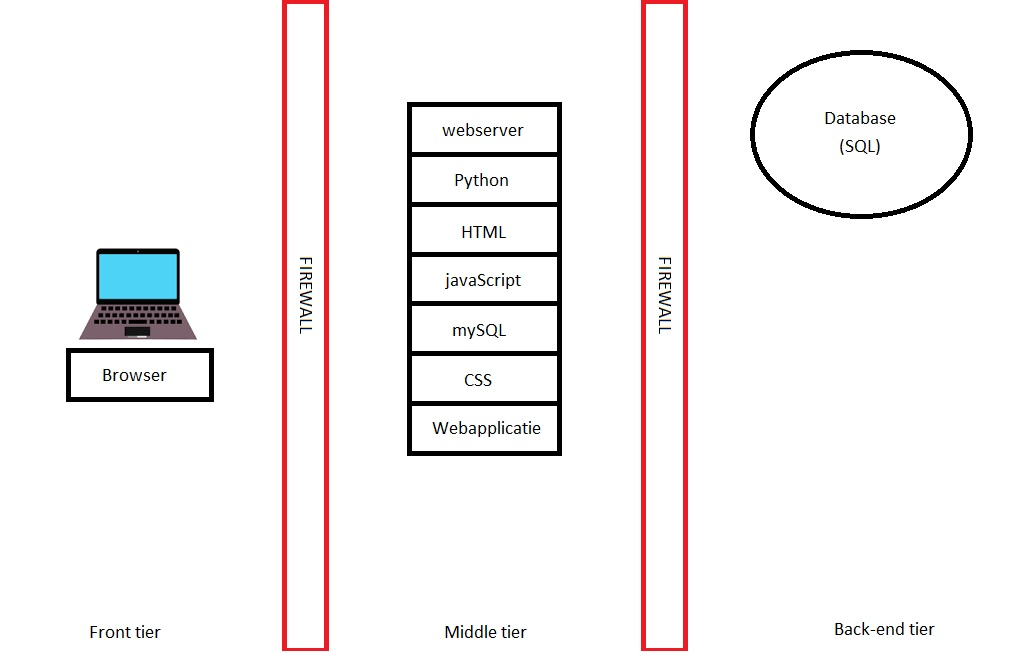 Browser
Front tier
FIREWALL
webserver
Python
HTML
javaScript
mySQL
CSS
Webapplicatie
Middle tier
FIREWALL
Database
(SQL)
Back-end tier